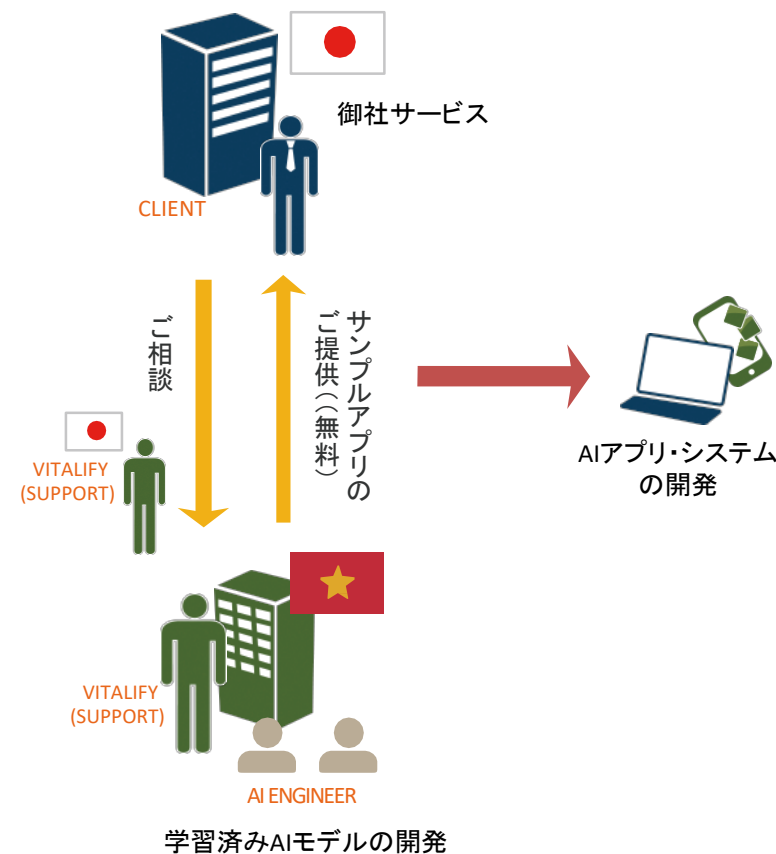 御社サービス
CLIENT
ご相談
サンプルアプリの
ご提供((無料)
VITALIFY
(SUPPORT)
AIアプリ・システム
の開発
VITALIFY
(SUPPORT)
AI ENGINEER
学習済みAIモデルの開発